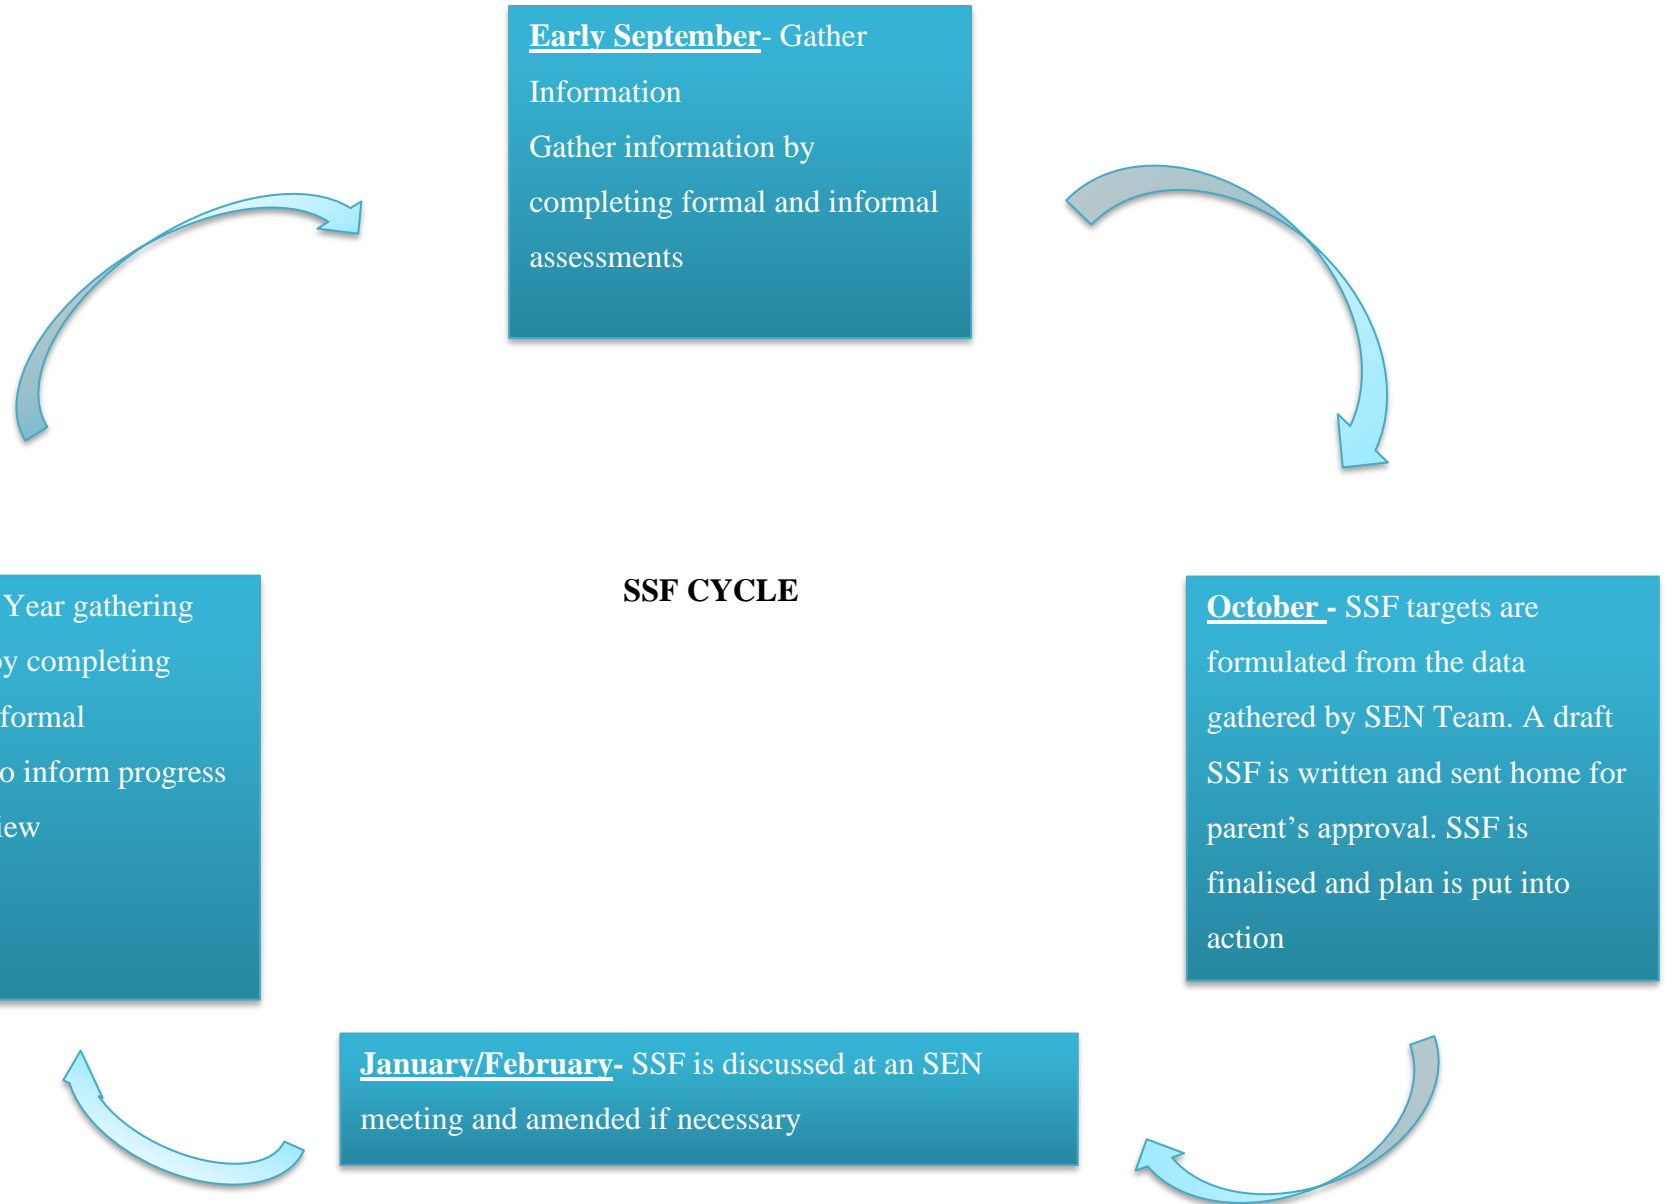 Early September- Gather
Information
Gather information by
completing formal and informal
assessments
SSF CYCLE
October - SSF targets are
formulated from the data
gathered by SEN Team. A draft
SSF is written and sent home for
parent’s approval. SSF is
finalised and plan is put into
action
January/February- SSF is discussed at an SEN
meeting and amended if necessary
Year gathering
completing
inform progress